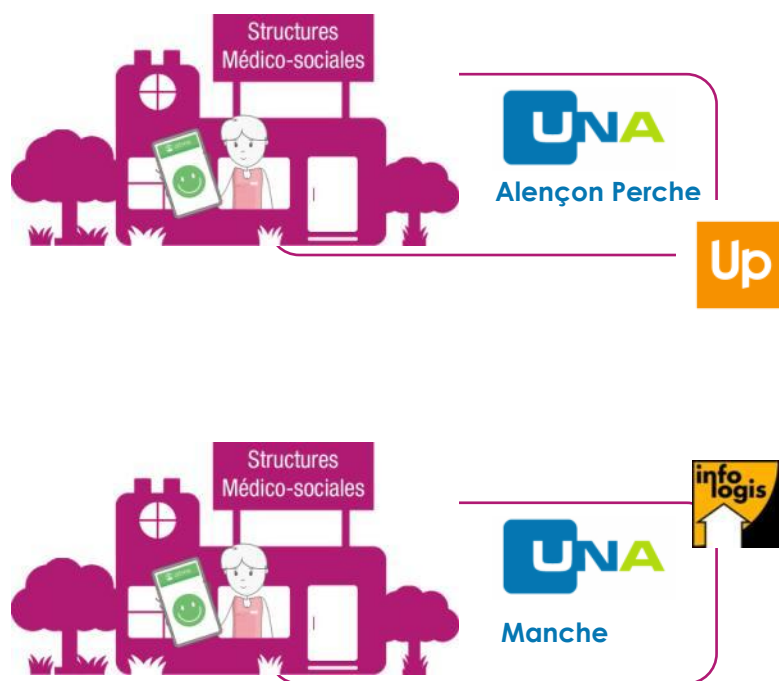 Structures
Médico-sociales
UNA
Alençon Perche
Up
Structures
Médico-sociales
info
logis
UNA
Manche